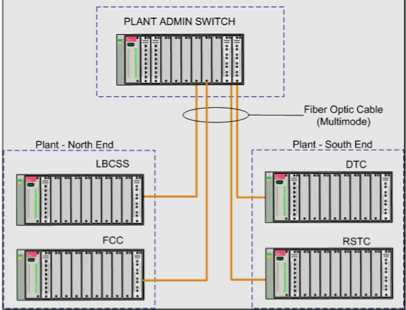 PLANT ADMIN SWITCH
Fiber Optic Cable
(Multimode)
Plant - North End
Plant - South End
LBCSS
DTC
FCC
RSTC